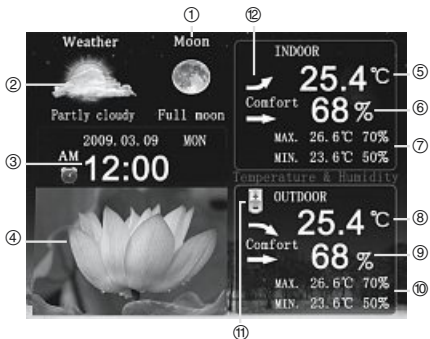 ① ⑫
Weather Moon
②
Partly cloudy Full moon
2009.03.09 MON
③ AM 12:00
④
INDOOR
25.4℃ ⑤
Comfort 68% ⑥
MAX. 26.6℃ 70%
MIN. 23.6℃ 50% ⑦
Temperature & Humidity
OUTDOOR
25.4℃ ⑧
Comfort 68% ⑨
MAX. 26.6℃ 70%
MIN. 23.6℃ 50% ⑩
⑪